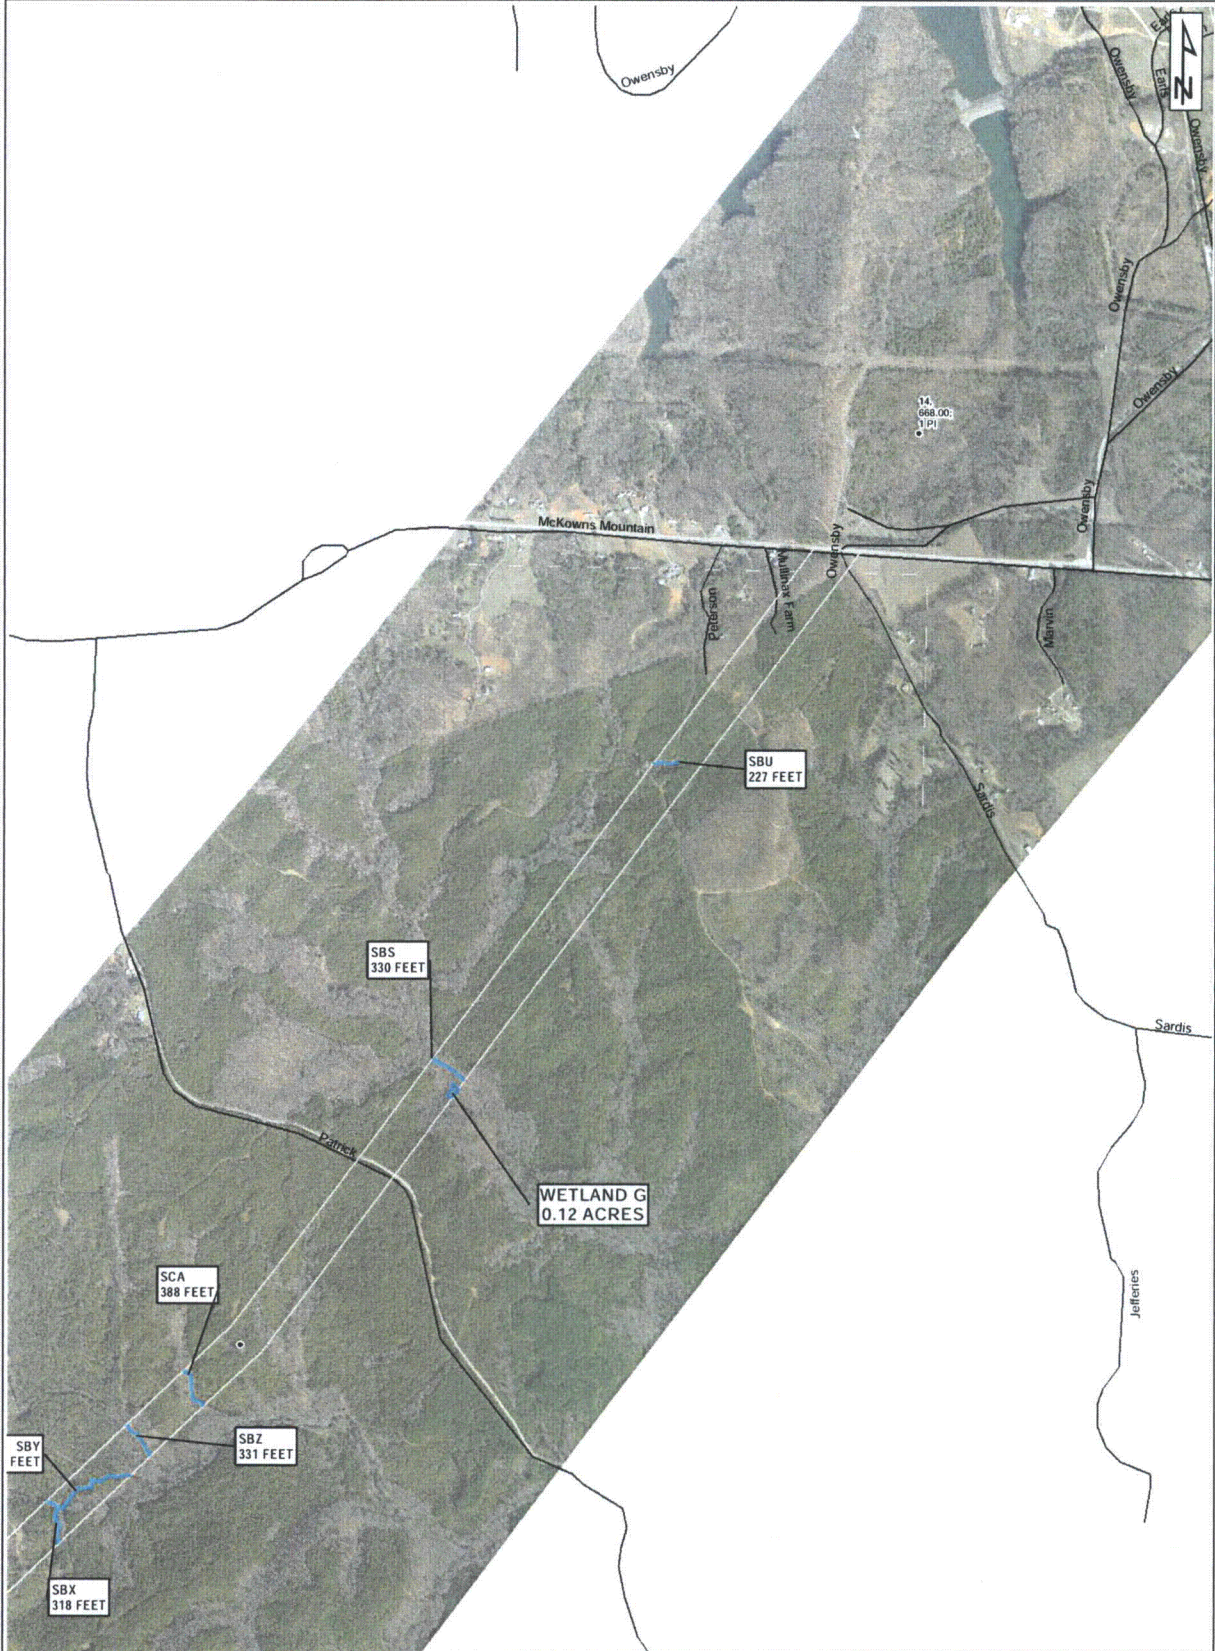 Owensby
Earls
Owensby
Earls
N
Owensby
Owensby
Owensby
14,
668.00;
1 PI
Owensby
McKowns Mountain
Owensby
Mullinax Farm
Peterson
Marvin
SBU
227 FEET
Sardis
SBS
330 FEET
Sardis
Patrick
WETLAND G
0.12 ACRES
SCA
388 FEET
Jefferies
SBZ
331 FEET
SBY
FEET
SBX
318 FEET